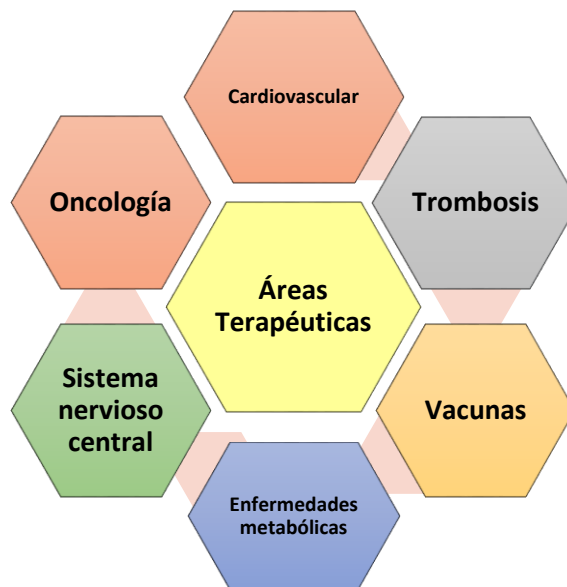 Cardiovascular
Oncología
Trombosis
Áreas
Terapéuticas
Sistema
nervioso
central
Vacunas
Enfermedades
metabólicas